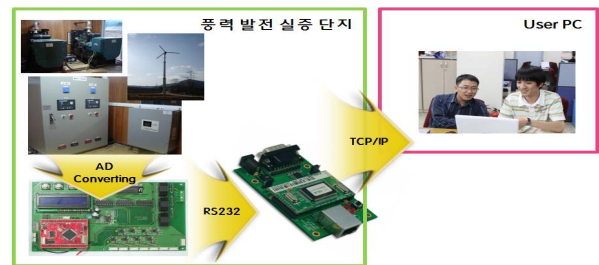 풍력 발전 실증 단지
User PC
TCP/IP
AD
Converting
RS232